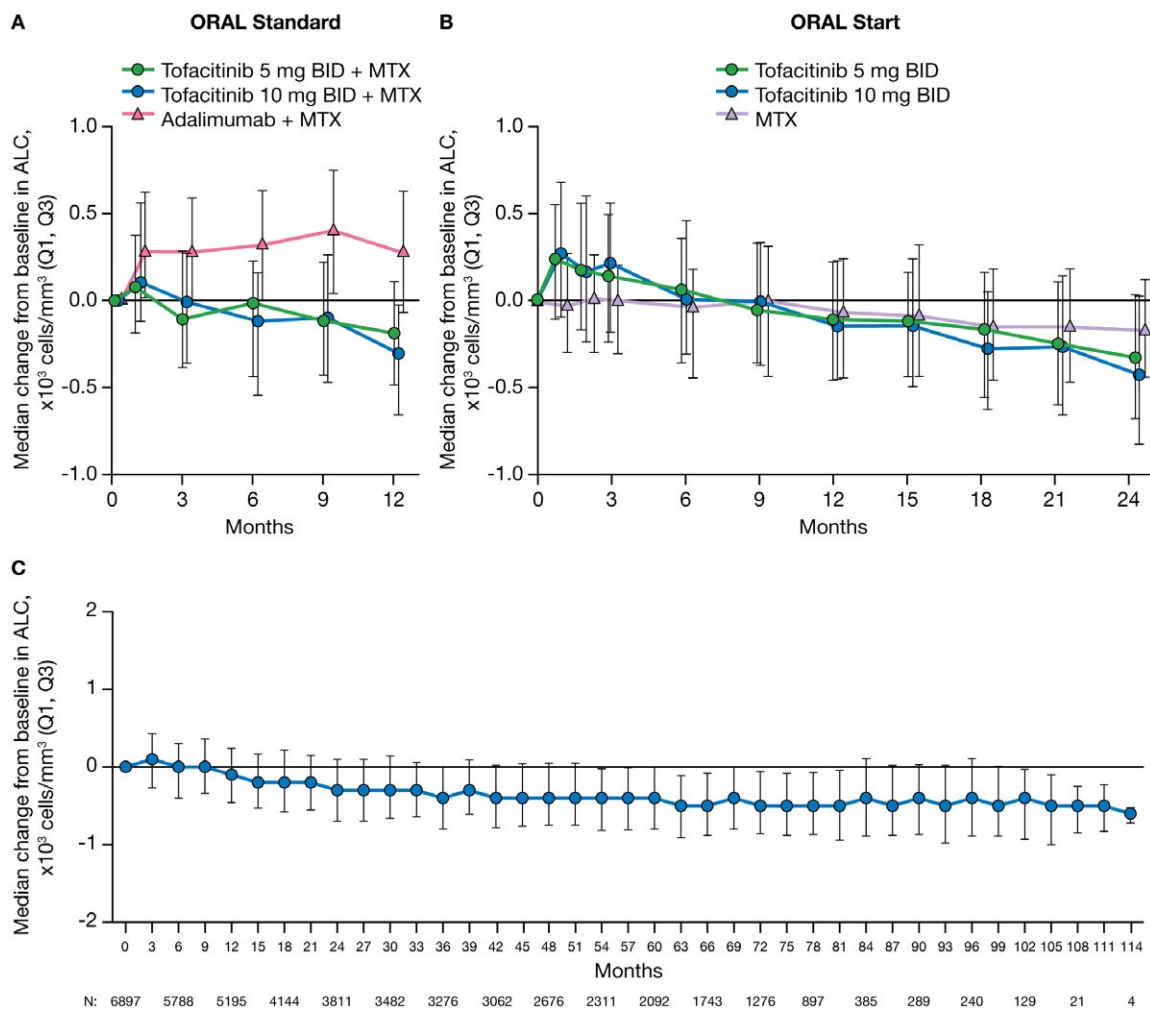 A
ORAL Standard
Tofacitinib 5 mg BID + MTX
Tofacitinib 10 mg BID + MTX
Adalimumab + MTX
Median change from baseline in ALC,
x10³ cells/mm³ (Q1, Q3)
1.0
0.5
0.0
-0.5
-1.0
0 3 6 9 12
Months
B
ORAL Start
Tofacitinib 5 mg BID
Tofacitinib 10 mg BID
MTX
Median change from baseline in ALC,
x10³ cells/mm³ (Q1, Q3)
1.0
0.5
0.0
-0.5
-1.0
0 3 6 9 12 15 18 21 24
Months
C
Median change from baseline in ALC,
x10³ cells/mm³ (Q1, Q3)
2
1
0
-1
-2
0 3 6 9 12 15 18 21 24 27 30 33 36 39 42 45 48 51 54 57 60 63 66 69 72 75 78 81 84 87 90 93 96 99 102 105 108 111 114
Months
N: 6897 5788 5195 4144 3811 3482 3276 3062 2676 2311 2092 1743 1276 897 385 289 240 129 21 4